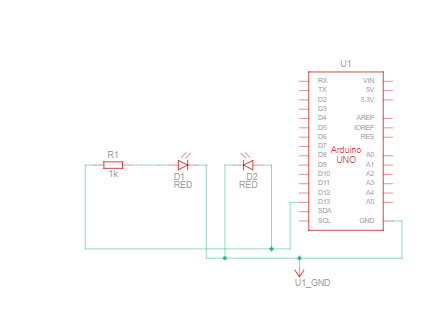 U1
RX
TX
D2
D3
D4
D5
D6
D7
D8
D9
D10
D11
D12
D13
SDA
SCL
VIN
5V
3.3V
AREF
IOREF
RES
A0
A1
A2
A3
A4
A5
GND
Arduino
UNO
R1
1k
D1
RED
D2
RED
U1_GND